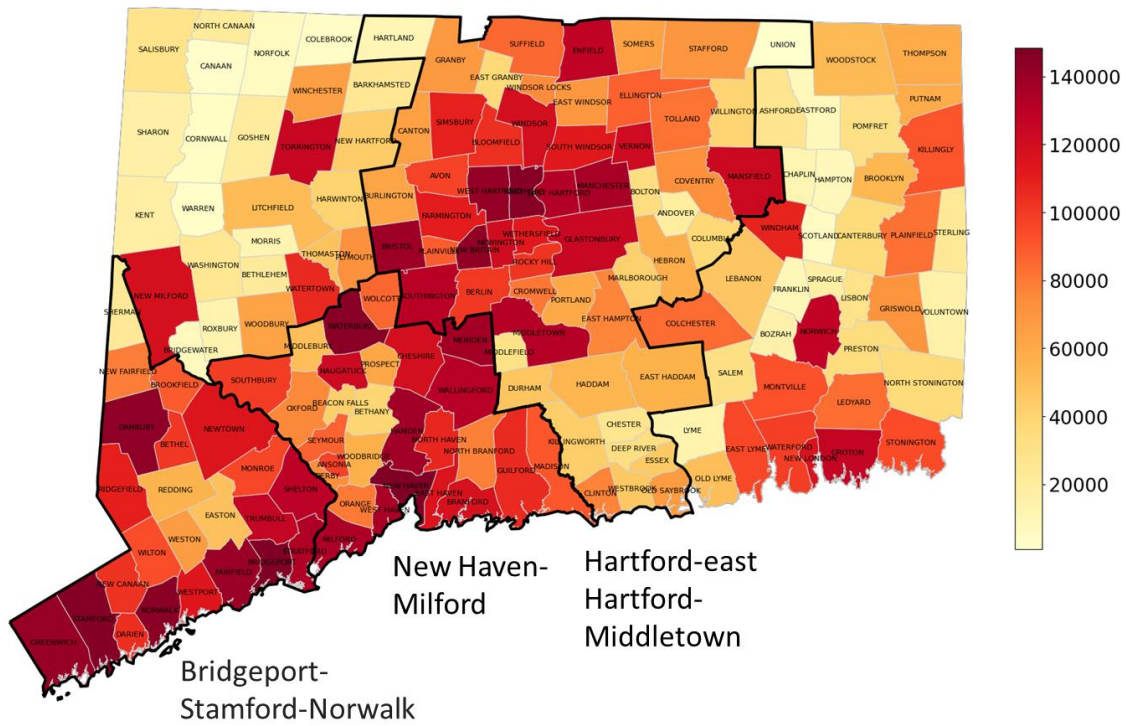 NORTH CANAAN
SALISBURY
CANAAN
NORFOLK
COLEBROOK
HARTLAND
SUFFIELD
ENFIELD
SOMERS
STAFFORD
UNION
WOODSTOCK
THOMPSON
GRANBY
EAST GRANBY
WINDSOR LOCKS
WINCHESTER
BARKHAMSTED
EAST WINDSOR
ELLINGTON
WILLINGTON
ASHFORD
EASTFORD
PUTNAM
SHARON
CORNWALL
GOSHEN
TORRINGTON
NEW HARTFORD
CANTON
SIMSBURY
BLOOMFIELD
WINDSOR
SOUTH WINDSOR
VERNON
TOLLAND
POMFRET
KILLINGLY
AVON
WEST HARTFORD
HARTFORD
EAST HARTFORD
MANCHESTER
BOLTON
COVENTRY
MANSFIELD
CHAPLIN
HAMPTON
BROOKLYN
KENT
WARREN
LITCHFIELD
HARWINTON
BURLINGTON
FARMINGTON
ANDOVER
MORRIS
BRISTOL
PLAINVILLE
NEW BRITAIN
NEWINGTON
WETHERSFIELD
GLASTONBURY
COLUMBIA
WINDHAM
SCOTLAND
CANTERBURY
PLAINFIELD
STERLING
WASHINGTON
BETHLEHEM
THOMASTON
PLYMOUTH
ROCKY HILL
HEBRON
MARLBOROUGH
LEBANON
SPRAGUE
FRANKLIN
LISBON
SHERMAN
NEW MILFORD
WATERTOWN
WOLCOTT
SOUTHINGTON
BERLIN
CROMWELL
PORTLAND
EAST HAMPTON
COLCHESTER
GRISWOLD
VOLUNTOWN
ROXBURY
WOODBURY
WATERBURY
BOZRAH
NORWICH
PRESTON
BRIDGEWATER
MIDDLEBURY
MERIDEN
MIDDLETOWN
MIDDLEFIELD
CHESHIRE
PROSPECT
NAUGATUCK
NEW FAIRFIELD
BROOKFIELD
SOUTHBURY
WALLINGFORD
DURHAM
HADDAM
EAST HADDAM
SALEM
MONTVILLE
NORTH STONINGTON
OXFORD
BEACON FALLS
BETHANY
LEDYARD
DANBURY
NEWTOWN
BETHEL
SEYMOUR
HAMDEN
NORTH HAVEN
NORTH BRANFORD
KILLINGWORTH
CHESTER
DEEP RIVER
LYME
EAST LYME
WATERFORD
NEW LONDON
GROTON
STONINGTON
WOODBRIDGE
ANSONIA
DERBY
GUILFORD
MADISON
ESSEX
RIDGEFIELD
REDDING
MONROE
SHELTON
ORANGE
NEW HAVEN
WEST HAVEN
EAST HAVEN
BRANFORD
CLINTON
WESTBROOK
OLD SAYBROOK
OLD LYME
EASTON
TRUMBULL
WESTON
WILTON
STRATFORD
MILFORD
BRIDGEPORT
FAIRFIELD
NEW CANAAN
WESTPORT
NORWALK
STAMFORD
DARIEN
GREENWICH
140000
120000
100000
80000
60000
40000
20000
New Haven-
Milford
Hartford-east
Hartford-
Middletown
Bridgeport-
Stamford-Norwalk